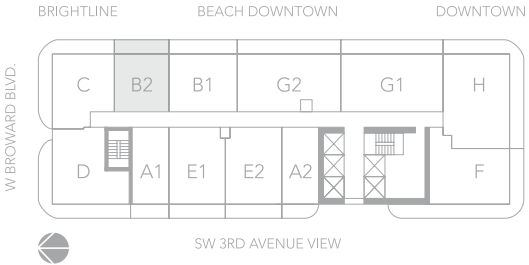 BRIGHTLINE BEACH DOWNTOWN DOWNTOWN
W BROWARD BLVD.
C B2 B1 G2 G1 H
D A1 E1 E2 A2 F
SW 3RD AVENUE VIEW